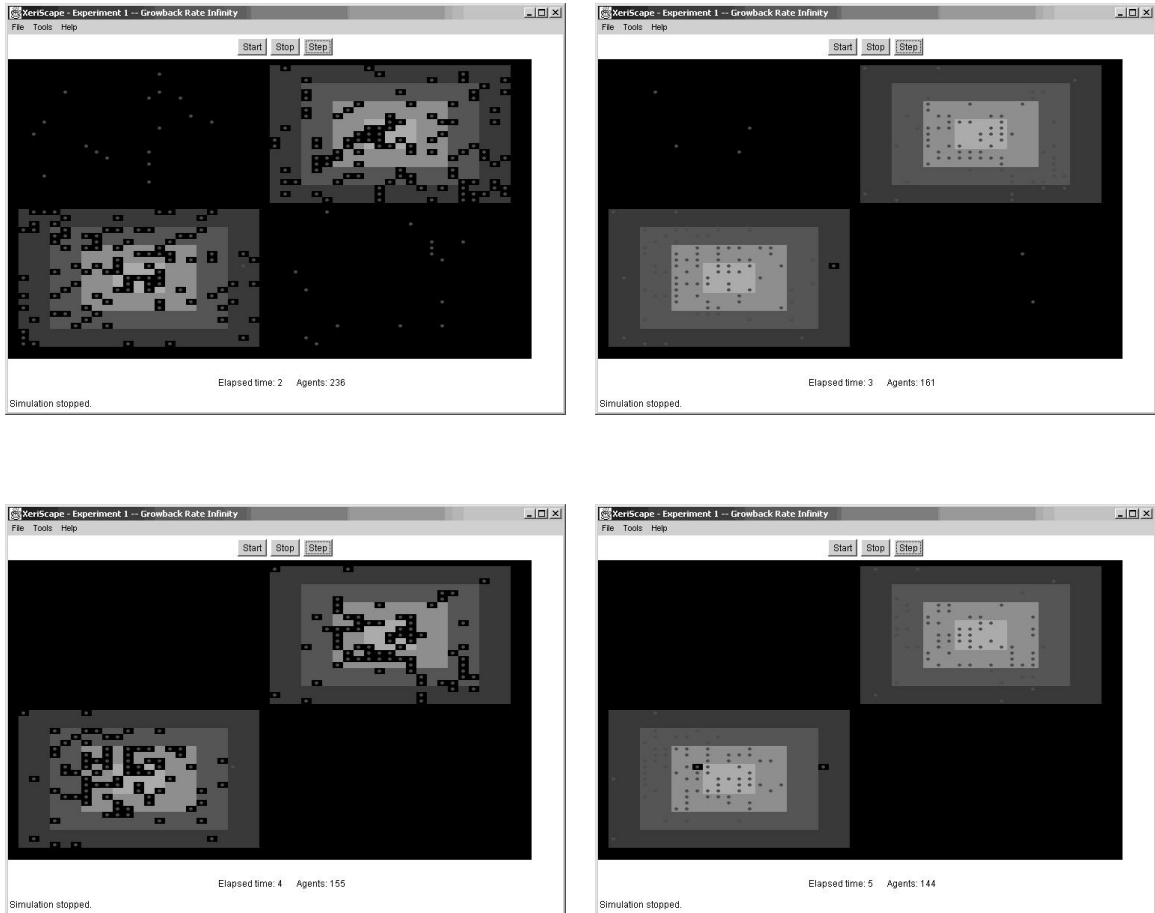 XeriScape - Experiment 1 -- Growback Rate Infinity
File Tools Help
Start Stop Step
Elapsed time: 2 Agents: 236
Simulation stopped.
XeriScape - Experiment 1 -- Growback Rate Infinity
File Tools Help
Start Stop Step
Elapsed time: 3 Agents: 161
Simulation stopped.
XeriScape - Experiment 1 -- Growback Rate Infinity
File Tools Help
Start Stop Step
Elapsed time: 4 Agents: 155
Simulation stopped.
XeriScape - Experiment 1 -- Growback Rate Infinity
File Tools Help
Start Stop Step
Elapsed time: 5 Agents: 144
Simulation stopped.